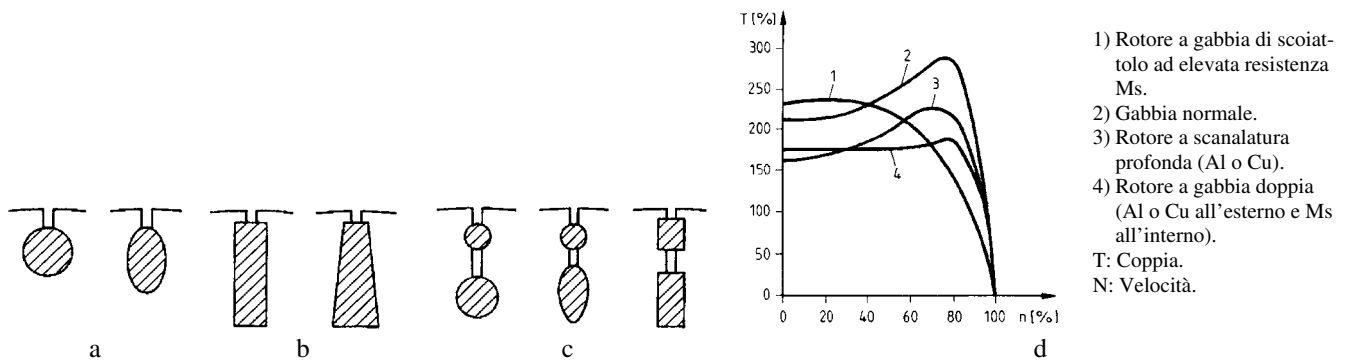 T [%]
300
250
200
150
100
50
0
0 20 40 60 80 100 n [%]
1
2
3
4
1) Rotore a gabbia di scoiat-
tolo ad elevata resistenza
Ms.
2) Gabbia normale.
3) Rotore a scanalatura
profonda (Al o Cu).
4) Rotore a gabbia doppia
(Al o Cu all'esterno e Ms
all'interno).
T: Coppia.
N: Velocità.
a b c d